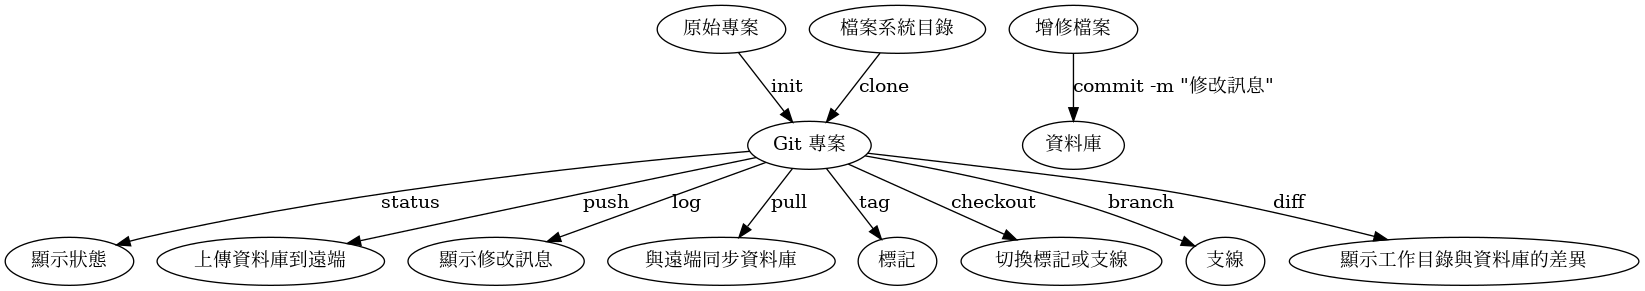 原始專案
檔案系統目錄
增修檔案
init
clone
commit -m "修改訊息"
Git 專案
資料庫
status
push
log
pull
tag
checkout
branch
diff
顯示狀態
上傳資料庫到遠端
顯示修改訊息
與遠端同步資料庫
標記
切換標記或支線
支線
顯示工作目錄與資料庫的差異